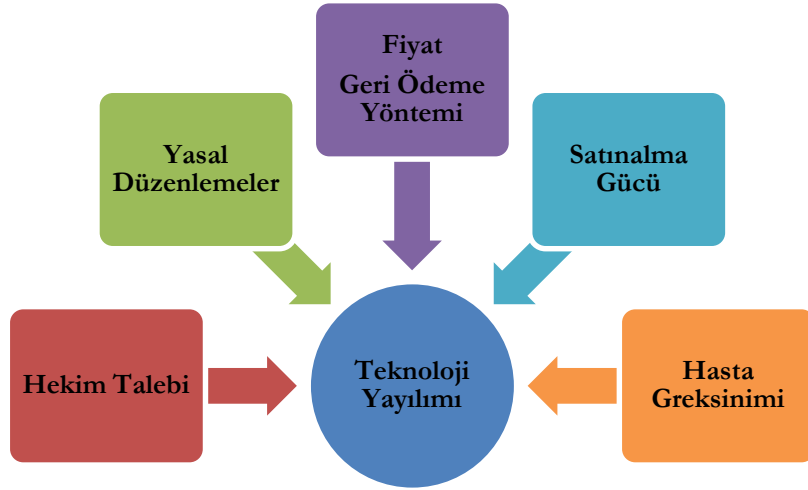 Fiyat
Geri Ödeme
Yöntemi
Yasal
Düzenlemeler
Satınalma
Gücü
Hekim Talebi
Teknoloji
Yayılımı
Hasta
Greksinimi